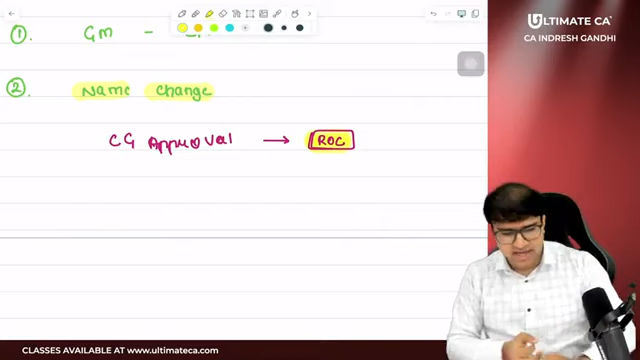 ULTIMATE CA
CA INDRESH GANDHI
①. GM -
②. Name Change
CG Approval → ROC
CLASSES AVAILABLE AT www.ultimateca.com